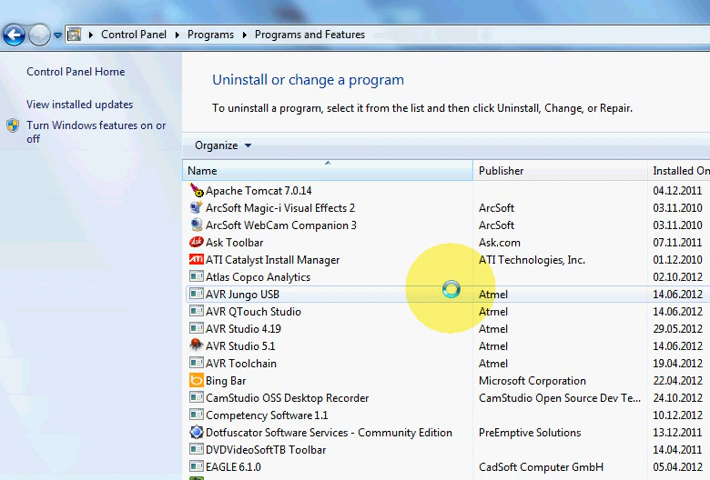 Control Panel Programs Programs and Features
Control Panel Home
View installed updates
Turn Windows features on or
off
Uninstall or change a program
To uninstall a program, select it from the list and then click Uninstall, Change, or Repair.
Organize
Name Publisher Installed On
Apache Tomcat 7.0.14 04.12.2011
ArcSoft Magic-i Visual Effects 2 ArcSoft 03.11.2010
ArcSoft WebCam Companion 3 ArcSoft 03.11.2010
Ask Ask Toolbar Ask.com 07.11.2011
ATI ATI Catalyst Install Manager ATI Technologies, Inc. 01.12.2010
Atlas Copco Analytics 02.10.2012
AVR Jungo USB Atmel 14.06.2012
AVR QTouch Studio Atmel 14.06.2012
AVR Studio 4.19 Atmel 29.05.2012
AVR Studio 5.1 Atmel 14.06.2012
AVR Toolchain Atmel 19.04.2012
b Bing Bar Microsoft Corporation 22.04.2012
CamStudio OSS Desktop Recorder CamStudio Open Source Dev Te... 24.10.2012
Competency Software 1.1 10.12.2012
Dotfuscator Software Services - Community Edition PreEmptive Solutions 13.12.2011
DVDVideoSoftTB Toolbar 14.04.2011
EAGLE 6.1.0 CadSoft Computer GmbH 05.04.2012